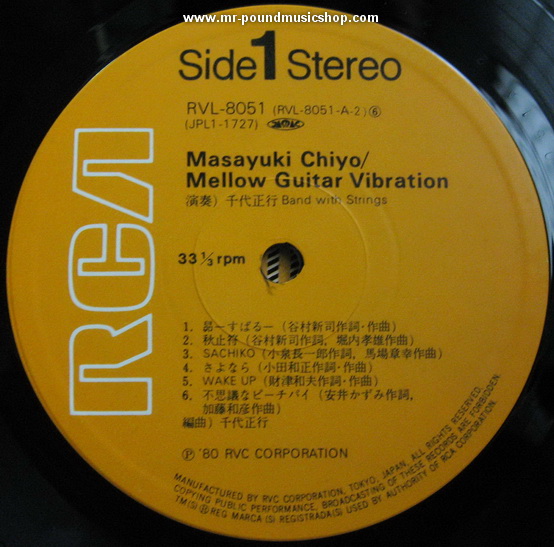 www.mr-poundmusicshop.com
Side 1 Stereo
RVL-8051 (RVL-8051-A-2)⑥
(JPL1-1727)
RCA
Masayuki Chiyo/
Mellow Guitar Vibration
演奏）千代正行 Band with Strings
33 1/3 rpm
1. 昴ーすばるー（谷村新司作詞・作曲）
2. 秋止符（谷村新司作詞，堀内孝雄作曲）
3. SACHIKO（小泉長一郎作詞，馬場章幸作曲）
4. さよなら（小田和正作詞・作曲）
5. WAKE UP（財津和夫作詞・作曲）
6. 不思議なピーチパイ（安井かずみ作詞，
加藤和彦作曲）
編曲）千代正行
Ⓟ '80 RVC CORPORATION
MANUFACTURED BY RVC CORPORATION, TOKYO, JAPAN. ALL RIGHTS RESERVED.
COPYING PUBLIC PERFORMANCE, BROADCASTING OF THESE RECORDS ARE FORBIDDEN.
TM(S)Ⓡ REG MARCA(S) REGISTRADA(S) USED BY AUTHORITY OF RCA CORPORATION.